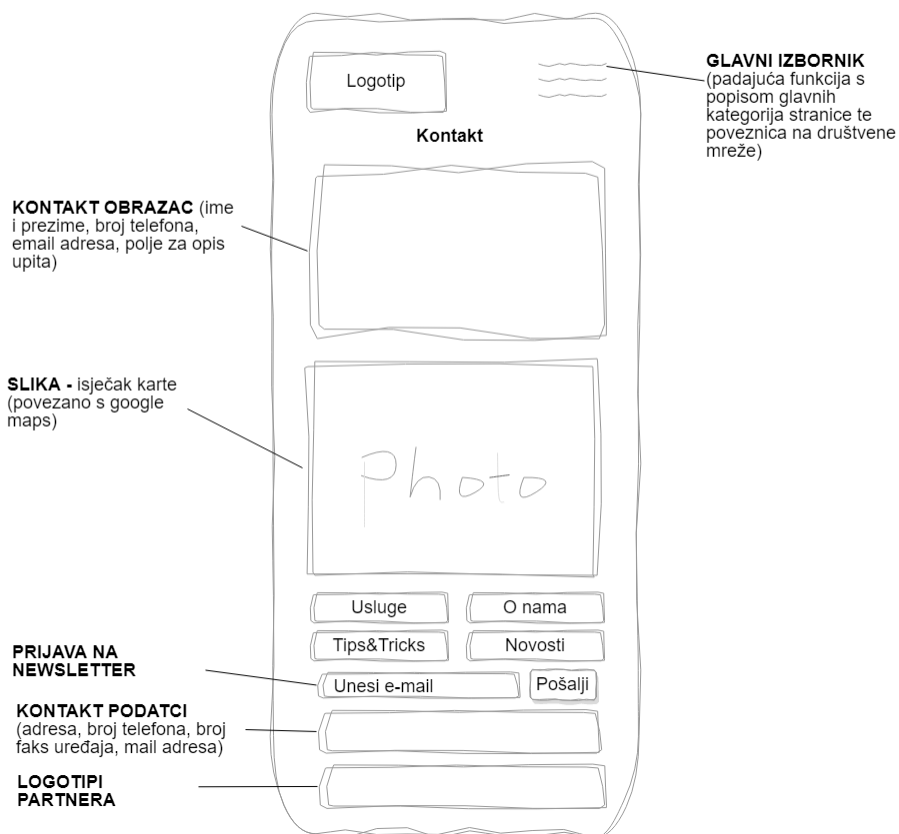 Logotip
GLAVNI IZBORNIK
(padajuća funkcija s
popisom glavnih
kategorija stranice te
poveznica na društvene
mreže)
Kontakt
KONTAKT OBRAZAC (ime
i prezime, broj telefona,
email adresa, polje za opis
upita)
SLIKA - isječak karte
(povezano s google
maps)
Photo
Usluge
O nama
Tips&Tricks
Novosti
PRIJAVA NA
NEWSLETTER
Unesi e-mail
Pošalji
KONTAKT PODATCI
(adresa, broj telefona, broj
faks uređaja, mail adresa)
LOGOTIPI
PARTNERA